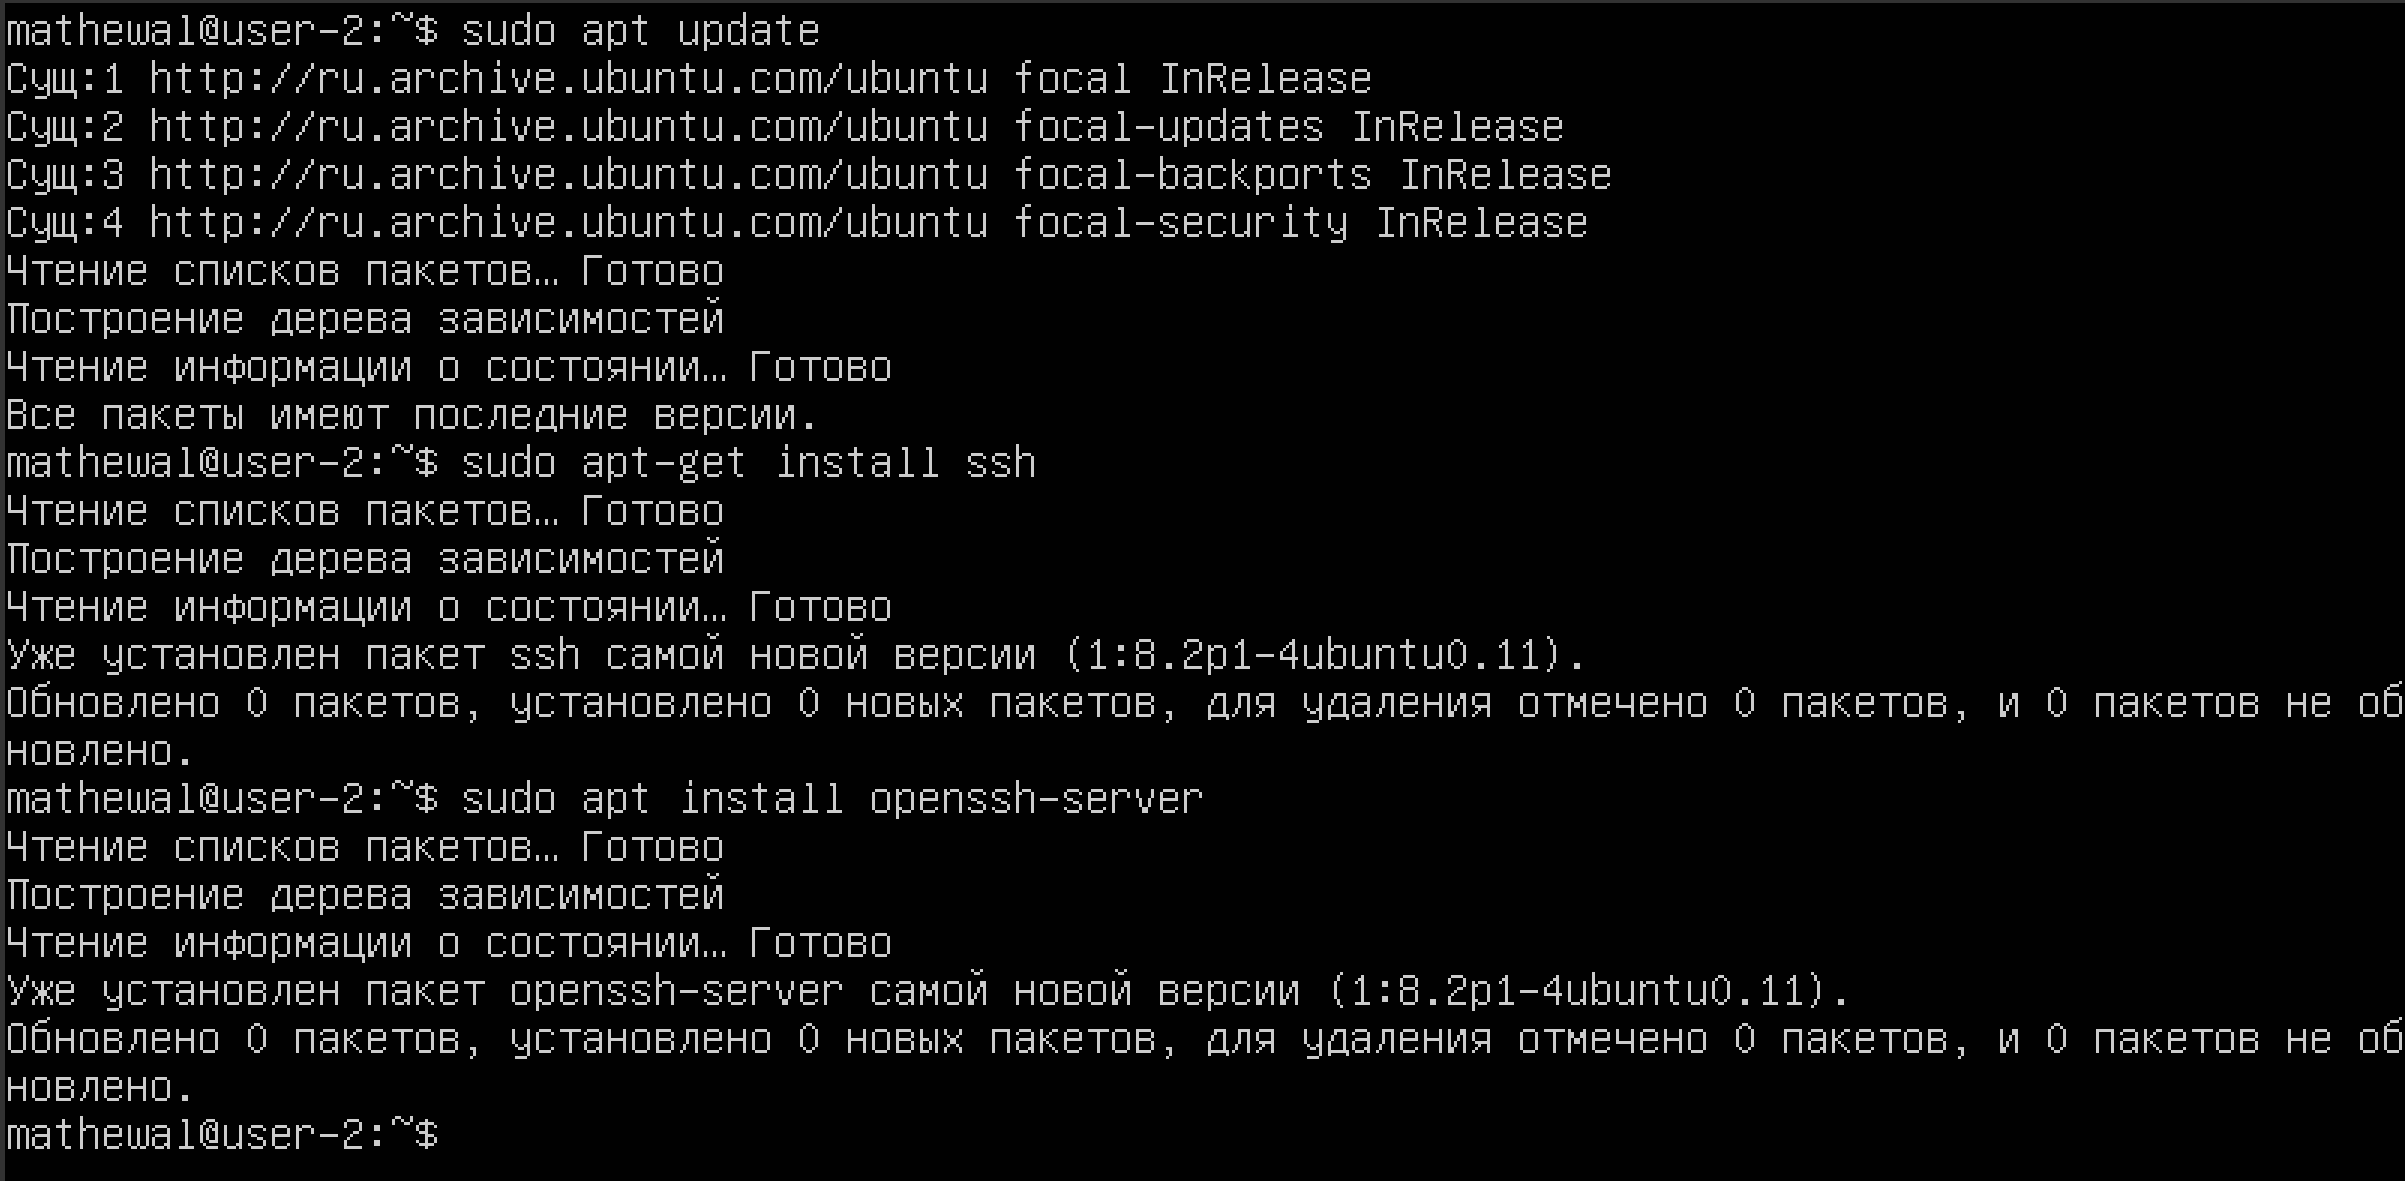 mathewal@user-2:~$ sudo apt update
Сущ:1 http://ru.archive.ubuntu.com/ubuntu focal InRelease
Сущ:2 http://ru.archive.ubuntu.com/ubuntu focal-updates InRelease
Сущ:3 http://ru.archive.ubuntu.com/ubuntu focal-backports InRelease
Сущ:4 http://ru.archive.ubuntu.com/ubuntu focal-security InRelease
Чтение списков пакетов… Готово
Построение дерева зависимостей
Чтение информации о состоянии… Готово
Все пакеты имеют последние версии.
mathewal@user-2:~$ sudo apt-get install ssh
Чтение списков пакетов… Готово
Построение дерева зависимостей
Чтение информации о состоянии… Готово
Уже установлен пакет ssh самой новой версии (1:8.2p1-4ubuntu0.11).
Обновлено 0 пакетов, установлено 0 новых пакетов, для удаления отмечено 0 пакетов, и 0 пакетов не об
новлено.
mathewal@user-2:~$ sudo apt install openssh-server
Чтение списков пакетов… Готово
Построение дерева зависимостей
Чтение информации о состоянии… Готово
Уже установлен пакет openssh-server самой новой версии (1:8.2p1-4ubuntu0.11).
Обновлено 0 пакетов, установлено 0 новых пакетов, для удаления отмечено 0 пакетов, и 0 пакетов не об
новлено.
mathewal@user-2:~$